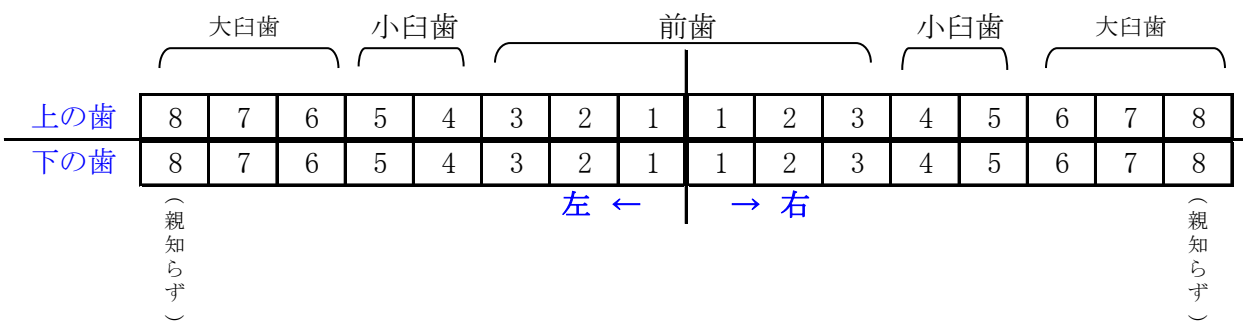 大臼歯 小臼歯 前歯 小臼歯 大臼歯
上の歯 8 7 6 5 4 3 2 1 1 2 3 4 5 6 7 8
下の歯 8 7 6 5 4 3 2 1 1 2 3 4 5 6 7 8
左 ← → 右
（親知らず）
（親知らず）